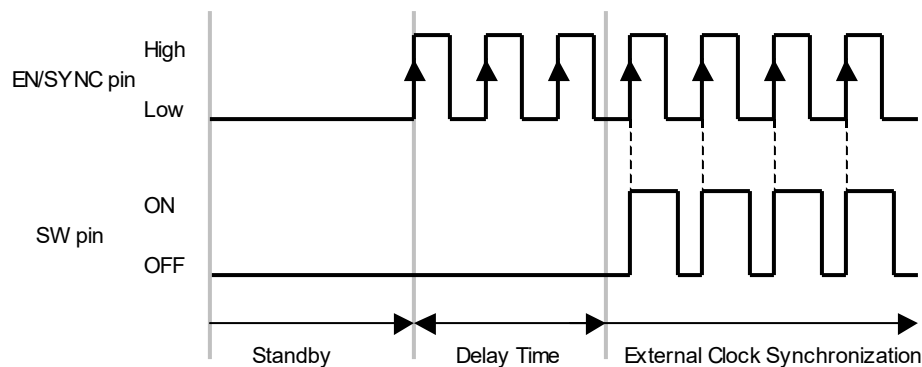 High
EN/SYNC pin
Low
ON
SW pin
OFF
Standby
Delay Time
External Clock Synchronization